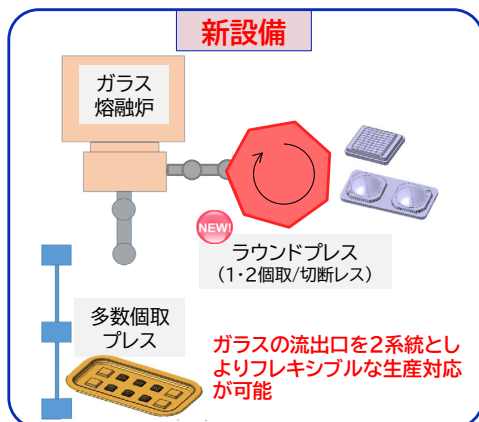 新設備
ガラス
熔融炉
NEW!
ラウンドプレス
(1・2個取/切断レス)
多数個取
プレス
ガラスの流出口を2系統とし
よりフレキシブルな生産対応
が可能